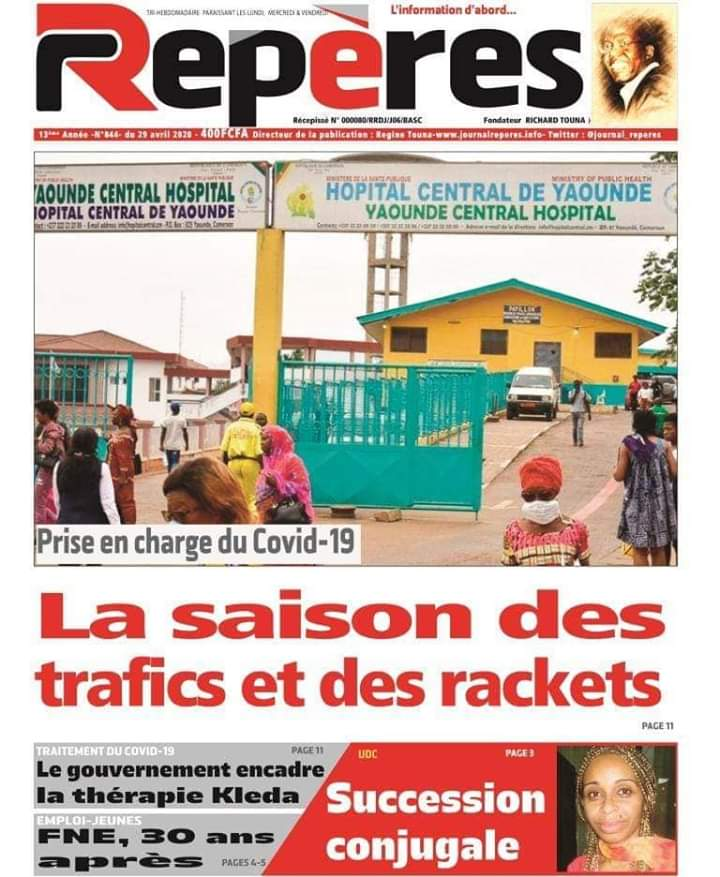 TRI-HEBDOMADAIRE PARAISSANT LES LUNDI, MERCREDI & VENDREDI
L'information d'abord...
Repères
Récepissé N° 000080/RRDJ/J06/BASC
Fondateur RICHARD TOUNA
13ème Année -N°844- du 29 avril 2020 - 400FCFA Directeur de la publication : Regine Touna-www.journalreperes.info- Twitter : @journal_reperes
MINISTERE DE LA SANTE PUBLIQUE
MINISTRY OF PUBLIC HEALTH
YAOUNDE CENTRAL HOSPITAL
HOPITAL CENTRAL DE YAOUNDE
HOPITAL CENTRAL DE YAOUNDE
YAOUNDE CENTRAL HOSPITAL
Prise en charge du Covid-19
La saison des
trafics et des rackets
PAGE 11
TRAITEMENT DU COVID-19
PAGE 11
Le gouvernement encadre
la thérapie Kleda
EMPLOI-JEUNES
FNE, 30 ans
après
PAGES 4-5
UDC
PAGE 3
Succession
conjugale